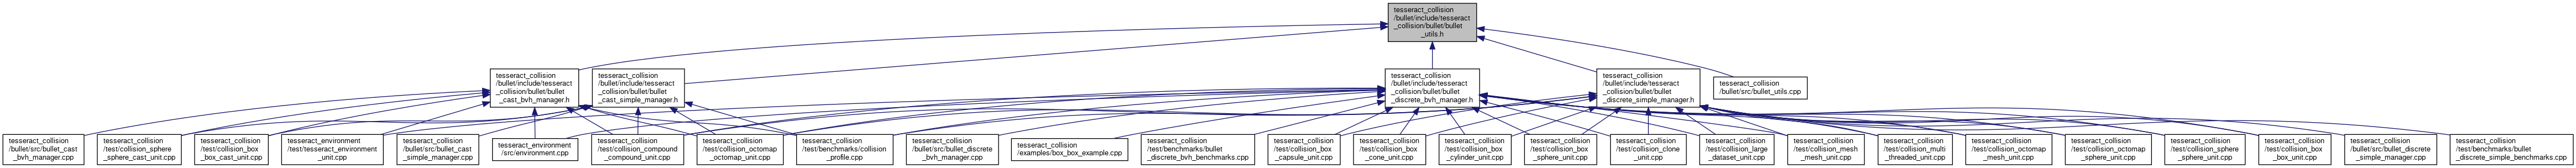 tesseract_collision
/bullet/include/tesseract
_collision/bullet/bullet
_utils.h
tesseract_collision
/bullet/include/tesseract
_collision/bullet/bullet
_cast_bvh_manager.h
tesseract_collision
/bullet/include/tesseract
_collision/bullet/bullet
_cast_simple_manager.h
tesseract_collision
/bullet/include/tesseract
_collision/bullet/bullet
_discrete_bvh_manager.h
tesseract_collision
/bullet/include/tesseract
_collision/bullet/bullet
_discrete_simple_manager.h
tesseract_collision
/bullet/src/bullet_utils.cpp
tesseract_collision
/bullet/src/bullet_cast
_bvh_manager.cpp
tesseract_collision
/test/collision_sphere
_sphere_cast_unit.cpp
tesseract_collision
/test/collision_box
_box_cast_unit.cpp
tesseract_environment
/test/tesseract_environment
_unit.cpp
tesseract_collision
/bullet/src/bullet_cast
_simple_manager.cpp
tesseract_environment
/src/environment.cpp
tesseract_collision
/test/collision_compound
_compound_unit.cpp
tesseract_collision
/test/collision_octomap
_octomap_unit.cpp
tesseract_collision
/test/benchmarks/collision
_profile.cpp
tesseract_collision
/bullet/src/bullet_discrete
_bvh_manager.cpp
tesseract_collision
/examples/box_box_example.cpp
tesseract_collision
/test/benchmarks/bullet
_discrete_bvh_benchmarks.cpp
tesseract_collision
/test/collision_box
_capsule_unit.cpp
tesseract_collision
/test/collision_box
_cone_unit.cpp
tesseract_collision
/test/collision_box
_cylinder_unit.cpp
tesseract_collision
/test/collision_box
_sphere_unit.cpp
tesseract_collision
/test/collision_clone
_unit.cpp
tesseract_collision
/test/collision_large
_dataset_unit.cpp
tesseract_collision
/test/collision_mesh
_mesh_unit.cpp
tesseract_collision
/test/collision_multi
_threaded_unit.cpp
tesseract_collision
/test/collision_octomap
_mesh_unit.cpp
tesseract_collision
/test/collision_octomap
_sphere_unit.cpp
tesseract_collision
/test/collision_sphere
_sphere_unit.cpp
tesseract_collision
/test/collision_box
_box_unit.cpp
tesseract_collision
/bullet/src/bullet_discrete
_simple_manager.cpp
tesseract_collision
/test/benchmarks/bullet
_discrete_simple_benchmarks.cpp